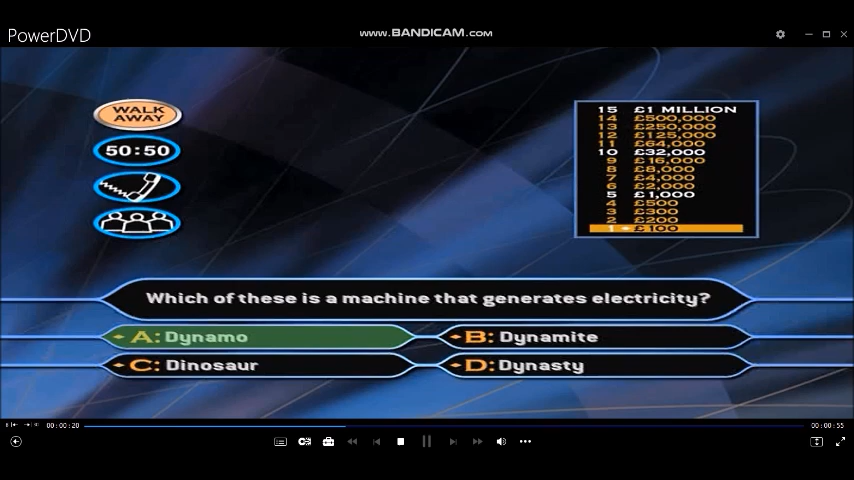 PowerDVD
www.BANDICAM.com
WALK
AWAY
50:50
15 £1 MILLION
14 £500,000
13 £250,000
12 £125,000
11 £64,000
10 £32,000
9 £16,000
8 £8,000
7 £4,000
6 £2,000
5 £1,000
4 £500
3 £300
2 £200
1 £100
Which of these is a machine that generates electricity?
A: Dynamo
B: Dynamite
C: Dinosaur
D: Dynasty
00:00:20
00:00:55